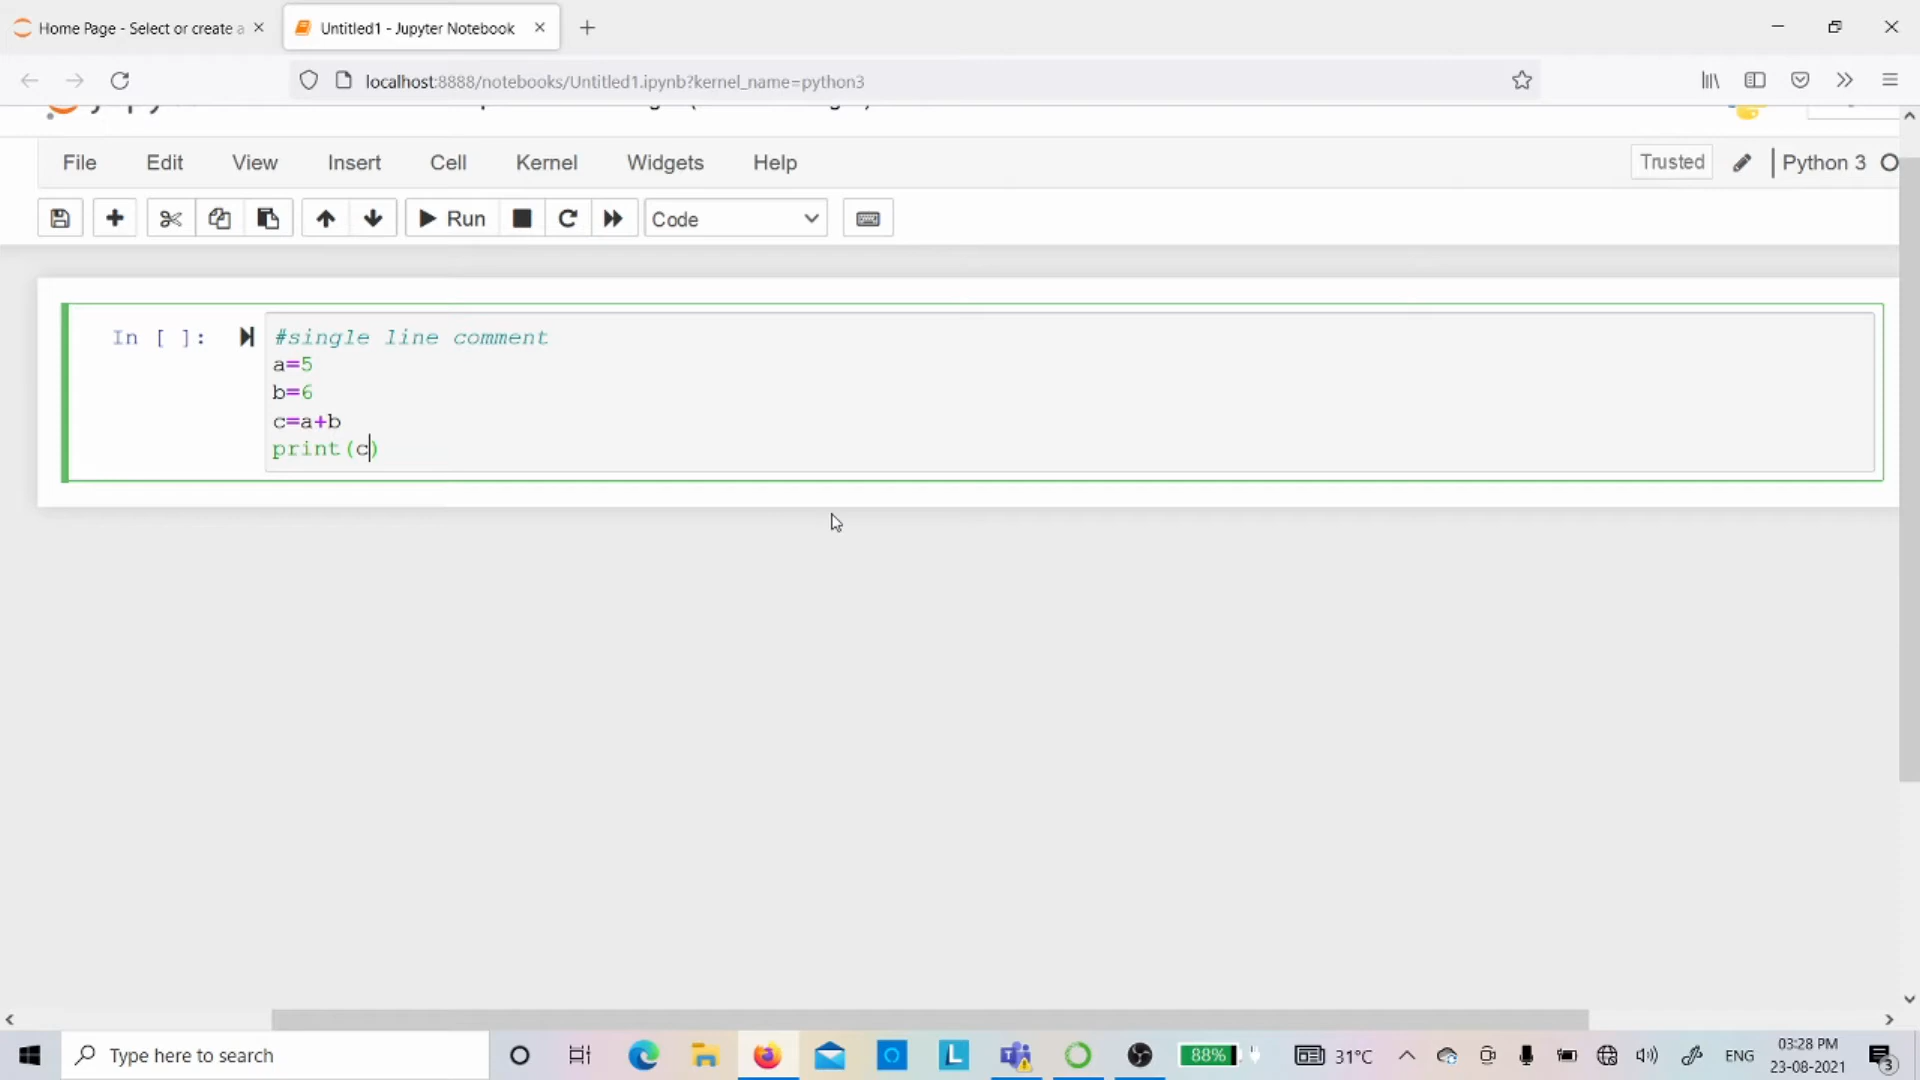 Home Page - Select or create a
Untitled1 - Jupyter Notebook
localhost:8888/notebooks/Untitled1.ipynb?kernel_name=python3
File Edit View Insert Cell Kernel Widgets Help Trusted Python 3
Run Code
In [ ]:
#single line comment
a=5
b=6
c=a+b
print(c)
Type here to search
88%
31°C
ENG
03:28 PM
23-08-2021
3